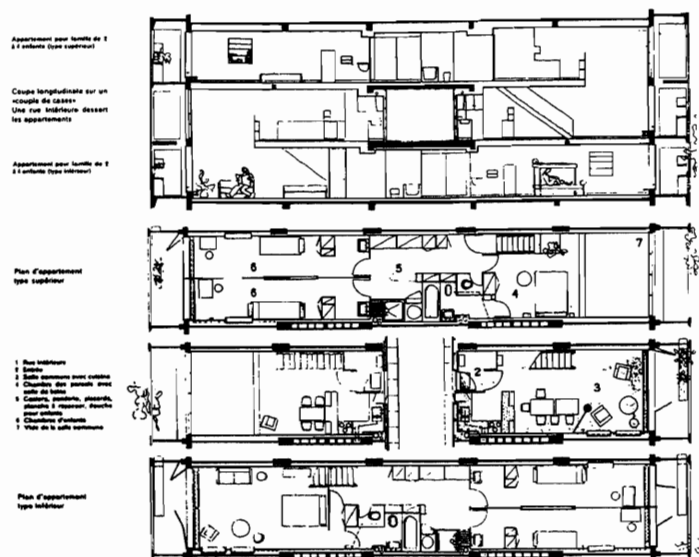 Appartement pour famille de 2
à 4 enfants (type supérieur)
Coupe longitudinale sur un
«couple de cases»
Une rue intérieure dessert
les appartements
Appartement pour famille de 2
à 4 enfants (type inférieur)
Plan d'appartement
type supérieur
6
6
5
4
7
1 Rue intérieure
2 Entrée
3 Salle commune avec cuisine
4 Chambre des parents avec
salle de bains
5 Casiers, penderie, placards,
planche à repasser, douche
pour enfants
6 Chambre d'enfants
7 Vide de la salle commune
2
3
Plan d'appartement
type inférieur